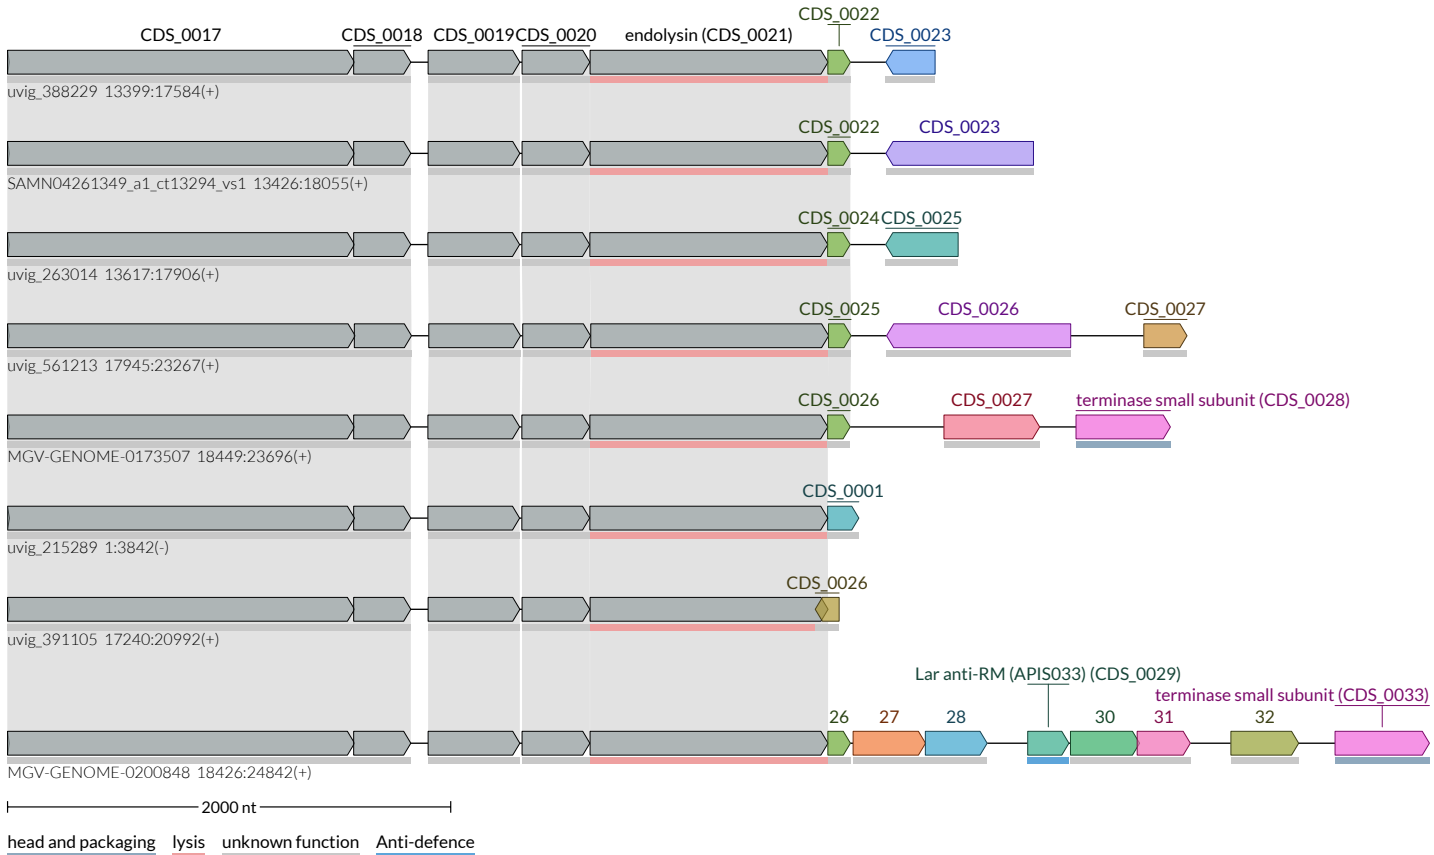 CDS_0022
CDS_0017 CDS_0018 CDS_0019 CDS_0020 endolysin (CDS_0021) CDS_0023
uvig_388229 13399:17584(+)
CDS_0022 CDS_0023
SAMN04261349_a1_ct13294_vs1 13426:18055(+)
CDS_0024 CDS_0025
uvig_263014 13617:17906(+)
CDS_0025 CDS_0026 CDS_0027
uvig_561213 17945:23267(+)
CDS_0026 CDS_0027 terminase small subunit (CDS_0028)
MGV-GENOME-0173507 18449:23696(+)
CDS_0001
uvig_215289 1:3842(-)
CDS_0026
uvig_391105 17240:20992(+)
Lar anti-RM (APIS033) (CDS_0029)
terminase small subunit (CDS_0033)
26 27 28 30 31 32
MGV-GENOME-0200848 18426:24842(+)
2000 nt
head and packaging lysis unknown function Anti-defence